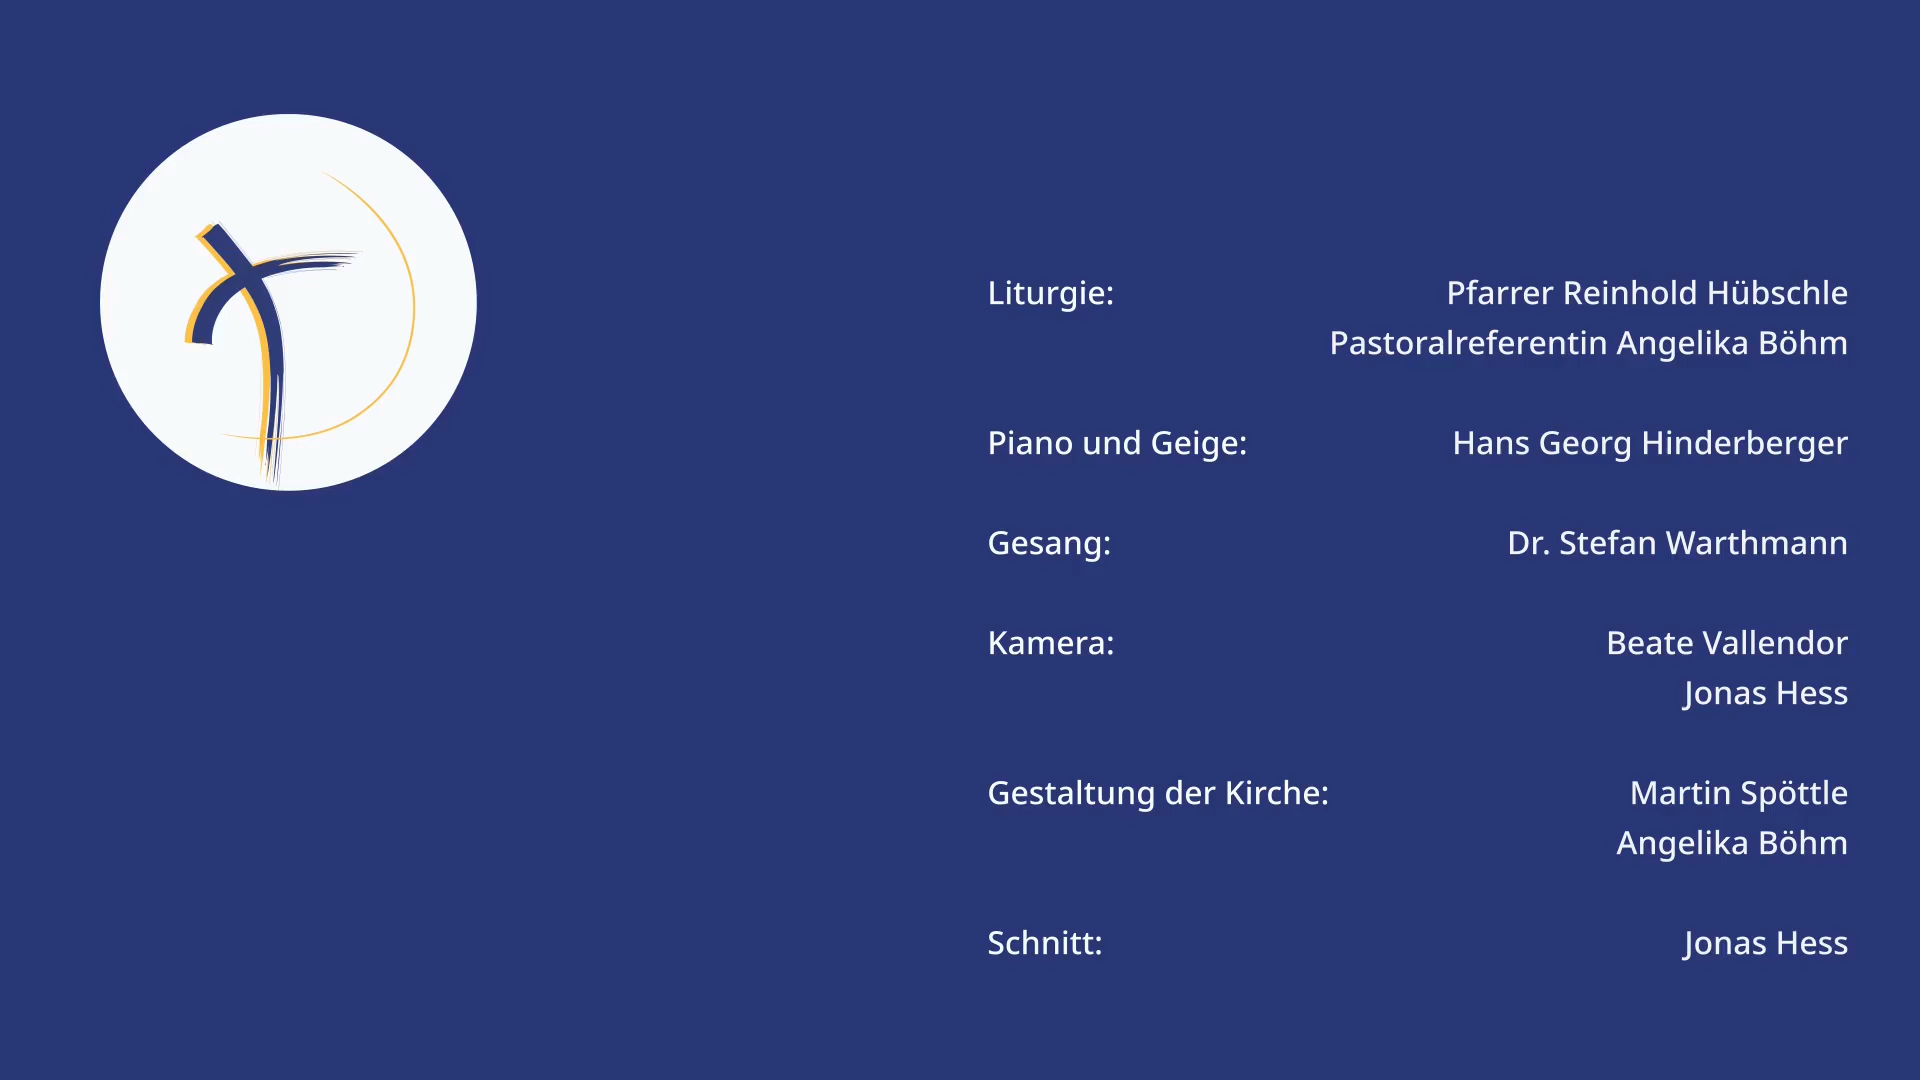 Liturgie: Pfarrer Reinhold Hübschle
Pastoralreferentin Angelika Böhm
Piano und Geige: Hans Georg Hinderberger
Gesang: Dr. Stefan Warthmann
Kamera: Beate Vallendor
Jonas Hess
Gestaltung der Kirche: Martin Spöttle
Angelika Böhm
Schnitt: Jonas Hess